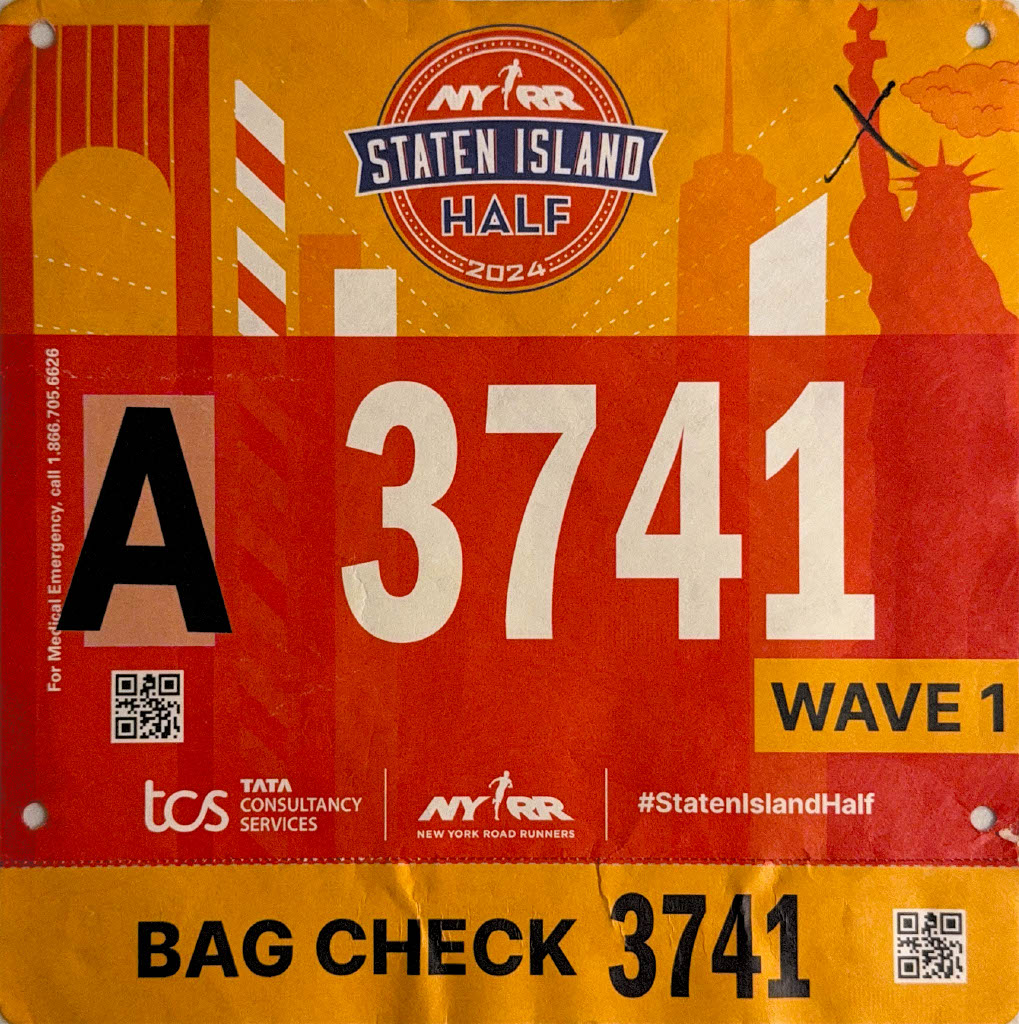 NYRR
STATEN ISLAND
HALF
2024
For Medical Emergency, call 1.866.705.6626
A 3741
WAVE 1
tcs TATA
CONSULTANCY
SERVICES
NYRR
NEW YORK ROAD RUNNERS
#StatenIslandHalf
BAG CHECK 3741